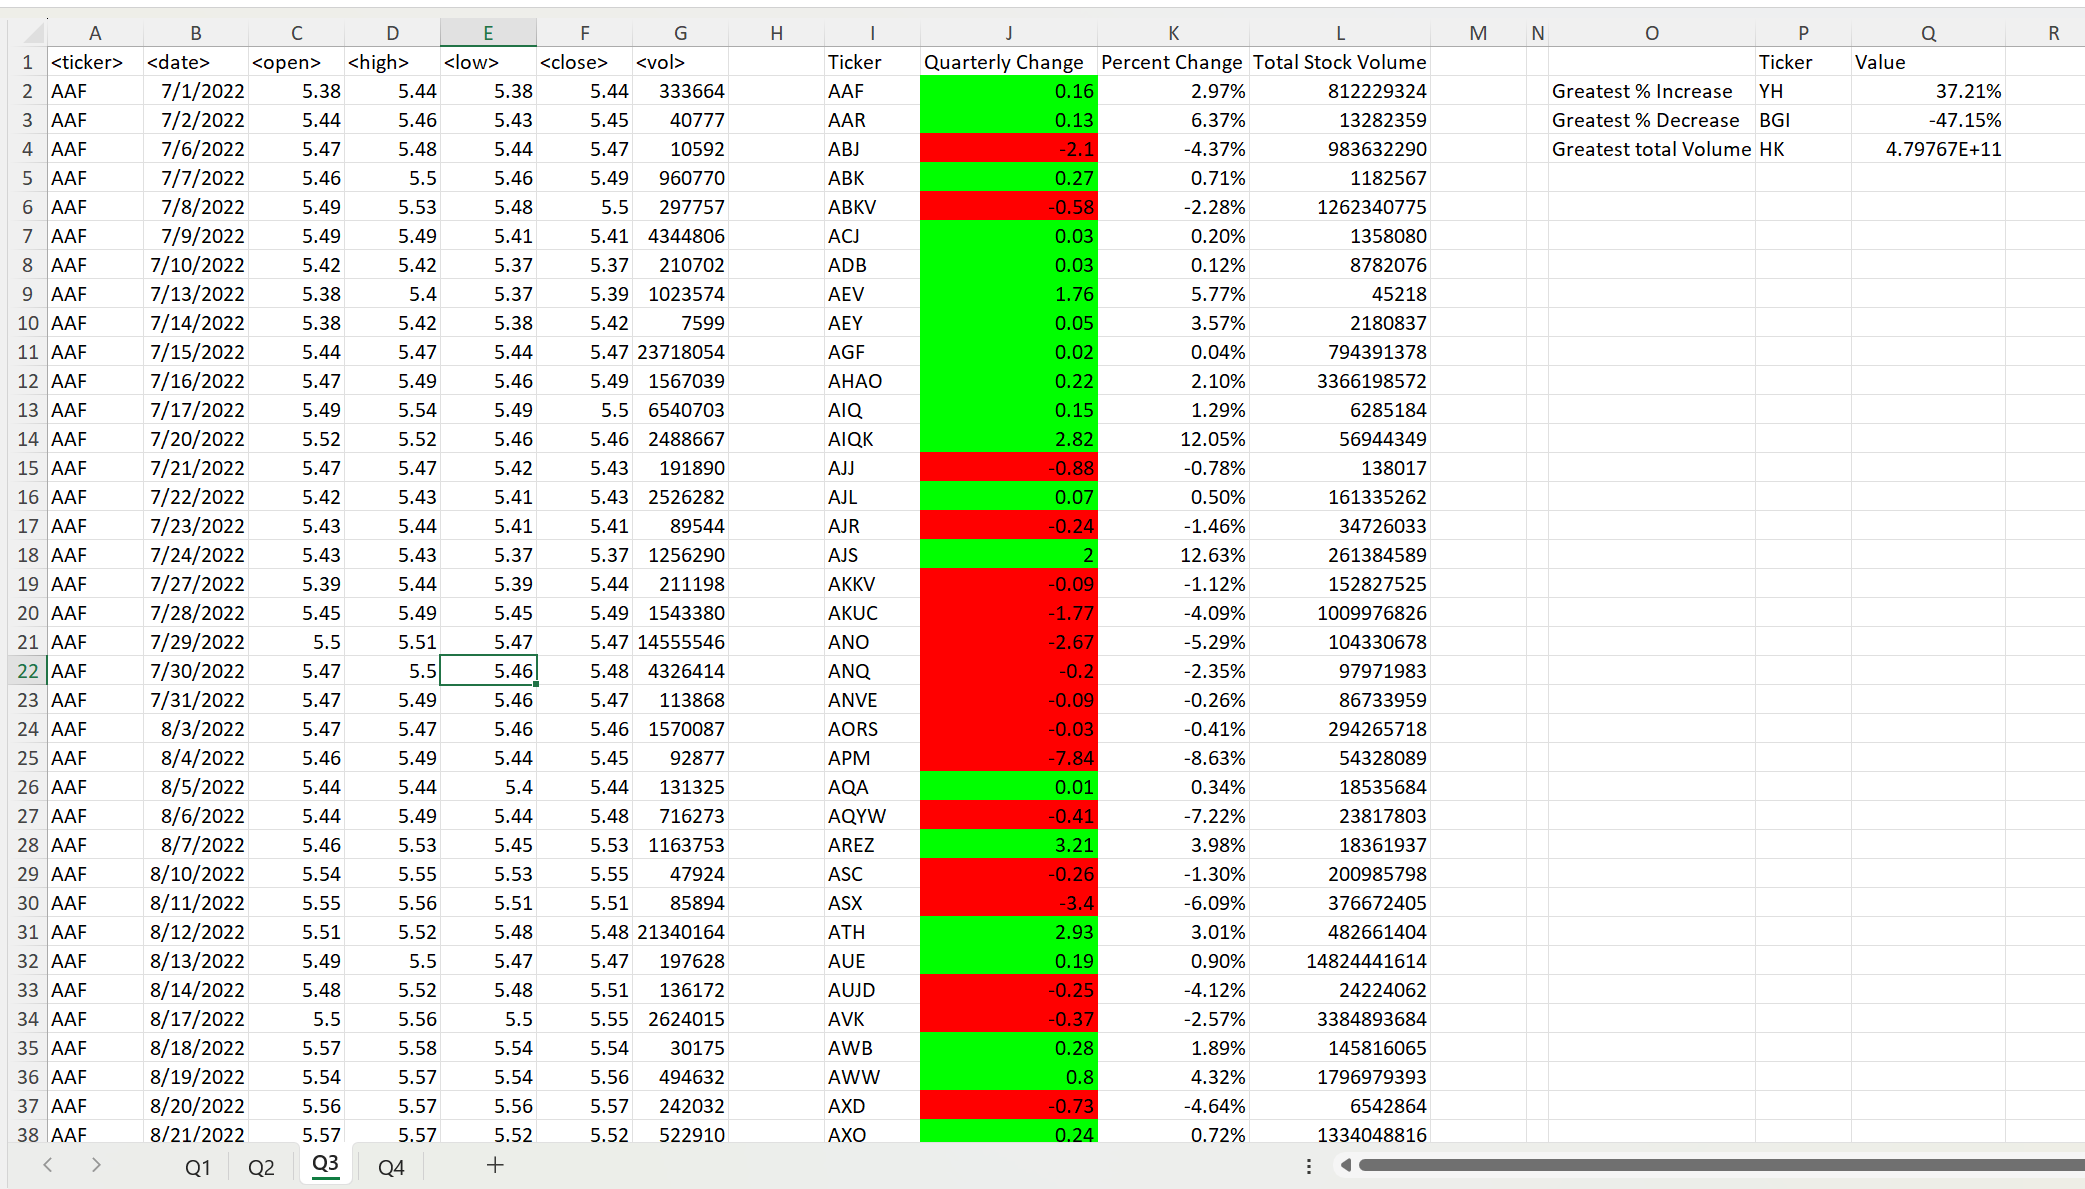 A B C D E F G H I J K L M N O P Q R
1 <ticker> <date> <open> <high> <low> <close> <vol> Ticker Quarterly Change Percent Change Total Stock Volume Ticker Value
2 AAF 7/1/2022 5.38 5.44 5.38 5.44 333664 AAF 0.16 2.97% 812229324 Greatest % Increase YH 37.21%
3 AAF 7/2/2022 5.44 5.46 5.43 5.45 40777 AAR 0.13 6.37% 13282359 Greatest % Decrease BGI -47.15%
4 AAF 7/6/2022 5.47 5.48 5.44 5.47 10592 ABJ -2.1 -4.37% 983632290 Greatest total Volume HK 4.79767E+11
5 AAF 7/7/2022 5.46 5.5 5.46 5.49 960770 ABK 0.27 0.71% 1182567
6 AAF 7/8/2022 5.49 5.53 5.48 5.5 297757 ABKV -0.58 -2.28% 1262340775
7 AAF 7/9/2022 5.49 5.49 5.41 5.41 4344806 ACJ 0.03 0.20% 1358080
8 AAF 7/10/2022 5.42 5.42 5.37 5.37 210702 ADB 0.03 0.12% 8782076
9 AAF 7/13/2022 5.38 5.4 5.37 5.39 1023574 AEV 1.76 5.77% 45218
10 AAF 7/14/2022 5.38 5.42 5.38 5.42 7599 AEY 0.05 3.57% 2180837
11 AAF 7/15/2022 5.44 5.47 5.44 5.47 23718054 AGF 0.02 0.04% 794391378
12 AAF 7/16/2022 5.47 5.49 5.46 5.49 1567039 AHAO 0.22 2.10% 3366198572
13 AAF 7/17/2022 5.49 5.54 5.49 5.5 6540703 AIQ 0.15 1.29% 6285184
14 AAF 7/20/2022 5.52 5.52 5.46 5.46 2488667 AIQK 2.82 12.05% 56944349
15 AAF 7/21/2022 5.47 5.47 5.42 5.43 191890 AJJ -0.88 -0.78% 138017
16 AAF 7/22/2022 5.42 5.43 5.41 5.43 2526282 AJL 0.07 0.50% 161335262
17 AAF 7/23/2022 5.43 5.44 5.41 5.41 89544 AJR -0.24 -1.46% 34726033
18 AAF 7/24/2022 5.43 5.43 5.37 5.37 1256290 AJS 2 12.63% 261384589
19 AAF 7/27/2022 5.39 5.44 5.39 5.44 211198 AKKV -0.09 -1.12% 152827525
20 AAF 7/28/2022 5.45 5.49 5.45 5.49 1543380 AKUC -1.77 -4.09% 1009976826
21 AAF 7/29/2022 5.5 5.51 5.47 5.47 14555546 ANO -2.67 -5.29% 104330678
22 AAF 7/30/2022 5.47 5.5 5.46 5.48 4326414 ANQ -0.2 -2.35% 97971983
23 AAF 7/31/2022 5.47 5.49 5.46 5.47 113868 ANVE -0.09 -0.26% 86733959
24 AAF 8/3/2022 5.47 5.47 5.46 5.46 1570087 AORS -0.03 -0.41% 294265718
25 AAF 8/4/2022 5.46 5.49 5.44 5.45 92877 APM -7.84 -8.63% 54328089
26 AAF 8/5/2022 5.44 5.44 5.4 5.44 131325 AQA 0.01 0.34% 18535684
27 AAF 8/6/2022 5.44 5.49 5.44 5.48 716273 AQYW -0.41 -7.22% 23817803
28 AAF 8/7/2022 5.46 5.53 5.45 5.53 1163753 AREZ 3.21 3.98% 18361937
29 AAF 8/10/2022 5.54 5.55 5.53 5.55 47924 ASC -0.26 -1.30% 200985798
30 AAF 8/11/2022 5.55 5.56 5.51 5.51 85894 ASX -3.4 -6.09% 376672405
31 AAF 8/12/2022 5.51 5.52 5.48 5.48 21340164 ATH 2.93 3.01% 482661404
32 AAF 8/13/2022 5.49 5.5 5.47 5.47 197628 AUE 0.19 0.90% 14824441614
33 AAF 8/14/2022 5.48 5.52 5.48 5.51 136172 AUJD -0.25 -4.12% 24224062
34 AAF 8/17/2022 5.5 5.56 5.5 5.55 2624015 AVK -0.37 -2.57% 3384893684
35 AAF 8/18/2022 5.57 5.58 5.54 5.54 30175 AWB 0.28 1.89% 145816065
36 AAF 8/19/2022 5.54 5.57 5.54 5.56 494632 AWW 0.8 4.32% 1796979393
37 AAF 8/20/2022 5.56 5.57 5.56 5.57 242032 AXD -0.73 -4.64% 6542864
38 AAF 8/21/2022 5.57 5.57 5.52 5.52 522910 AXO 0.24 0.72% 1334048816
Q1 Q2 Q3 Q4